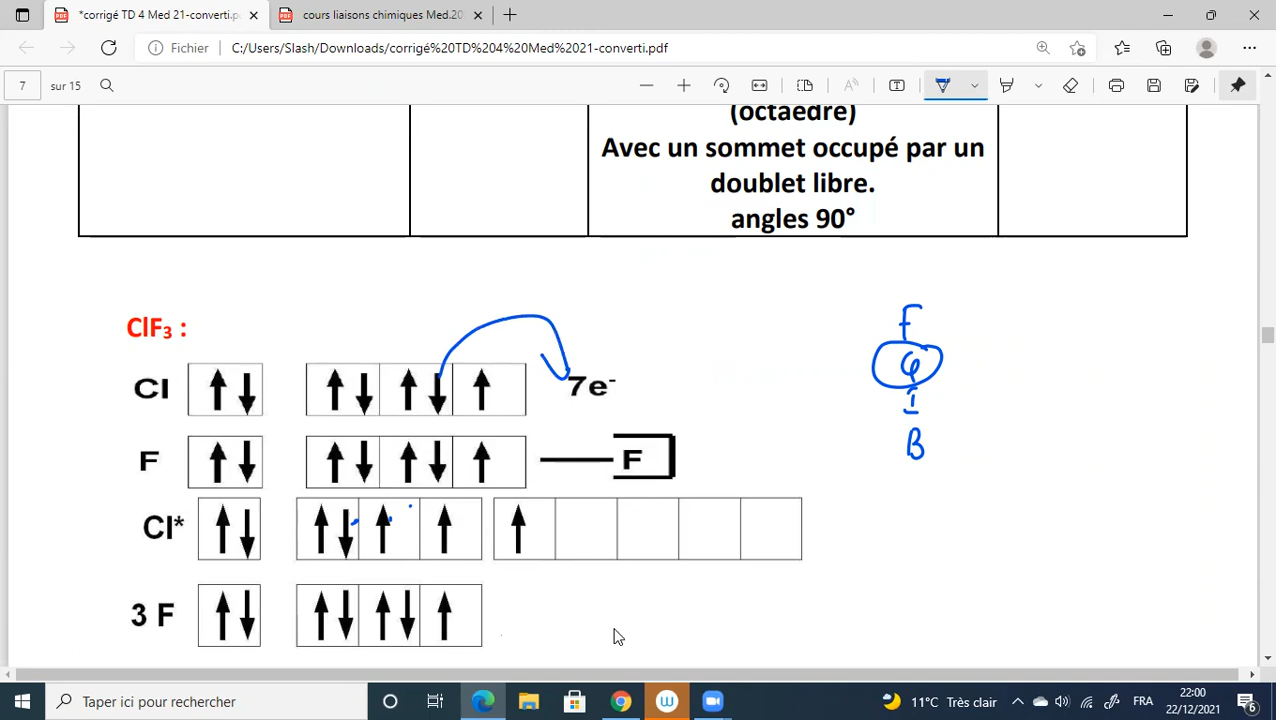 *corrigé TD 4 Med 21-converti.pd
cours liaisons chimiques Med.20
Fichier
C:/Users/Slash/Downloads/corrigé%20TD%204%20Med%2021-converti.pdf
7 sur 15
(octaèdre)
Avec un sommet occupé par un
doublet libre.
angles 90°
ClF₃ :
Cl
7e⁻
F
F
Cl*
3 F
F
B
Taper ici pour rechercher
11°C Très clair
FRA
22:00
22/12/2021
6